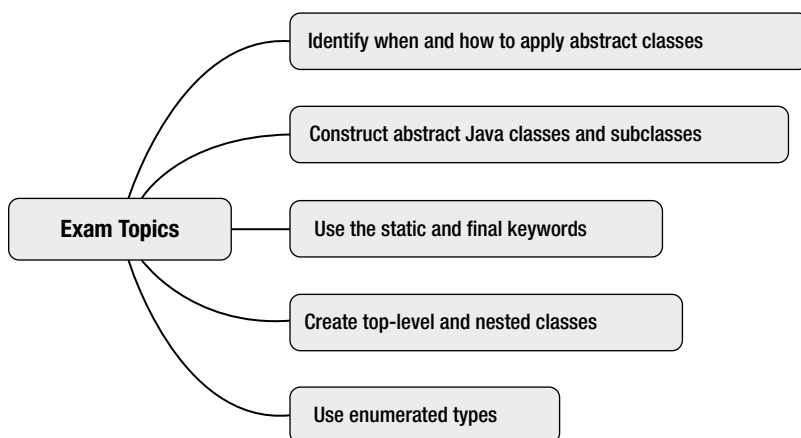 Identify when and how to apply abstract classes
Construct abstract Java classes and subclasses
Exam Topics
Use the static and final keywords
Create top-level and nested classes
Use enumerated types